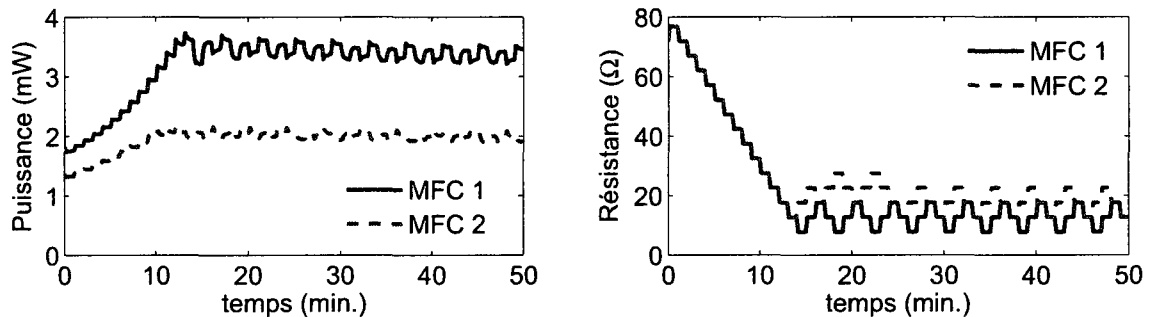 Puissance (mW)
4
3
2
1
0
MFC 1
MFC 2
0 10 20 30 40 50
temps (min.)
Résistance (Ω)
80
60
40
20
0
MFC 1
MFC 2
0 10 20 30 40 50
temps (min.)